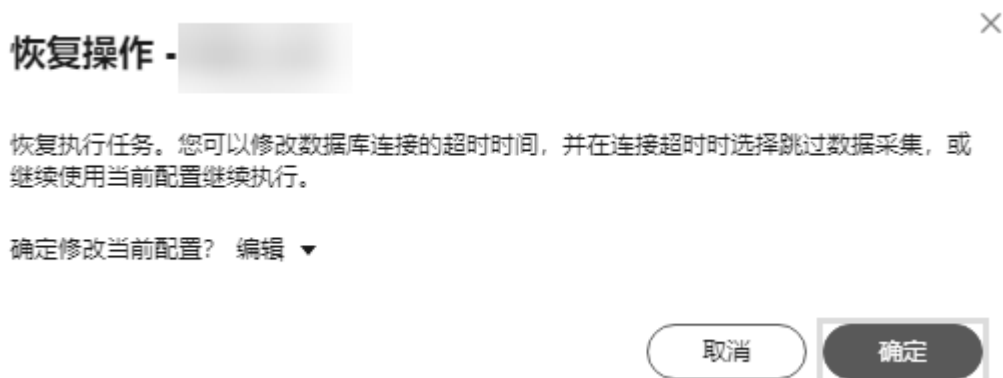 恢复操作 -
恢复执行任务。您可以修改数据库连接的超时时间，并在连接超时时选择跳过数据采集，或
继续使用当前配置继续执行。
确定修改当前配置？ 编辑
取消 确定